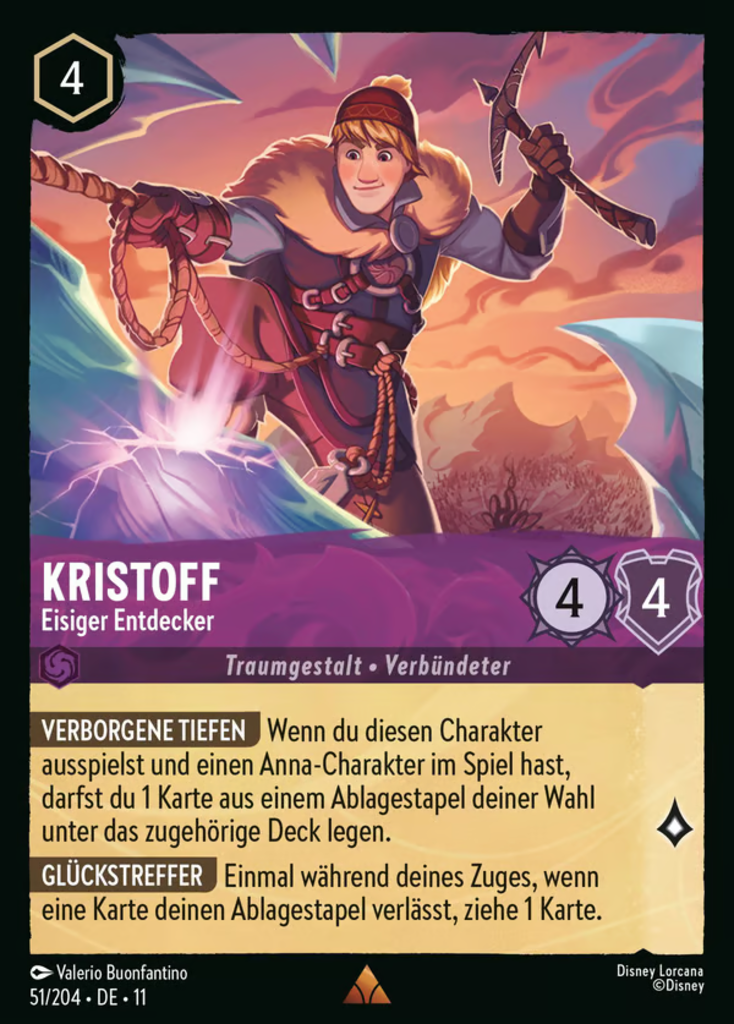 4
KRISTOFF
Eisiger Entdecker
4 4
Traumgestalt • Verbündeter
VERBORGENE TIEFEN Wenn du diesen Charakter
ausspielst und einen Anna-Charakter im Spiel hast,
darfst du 1 Karte aus einem Ablagestapel deiner Wahl
unter das zugehörige Deck legen.
GLÜCKSTREFFER Einmal während deines Zuges, wenn
eine Karte deinen Ablagestapel verlässt, ziehe 1 Karte.
Valerio Buonfantino
51/204 • DE • 11
Disney Lorcana
©Disney